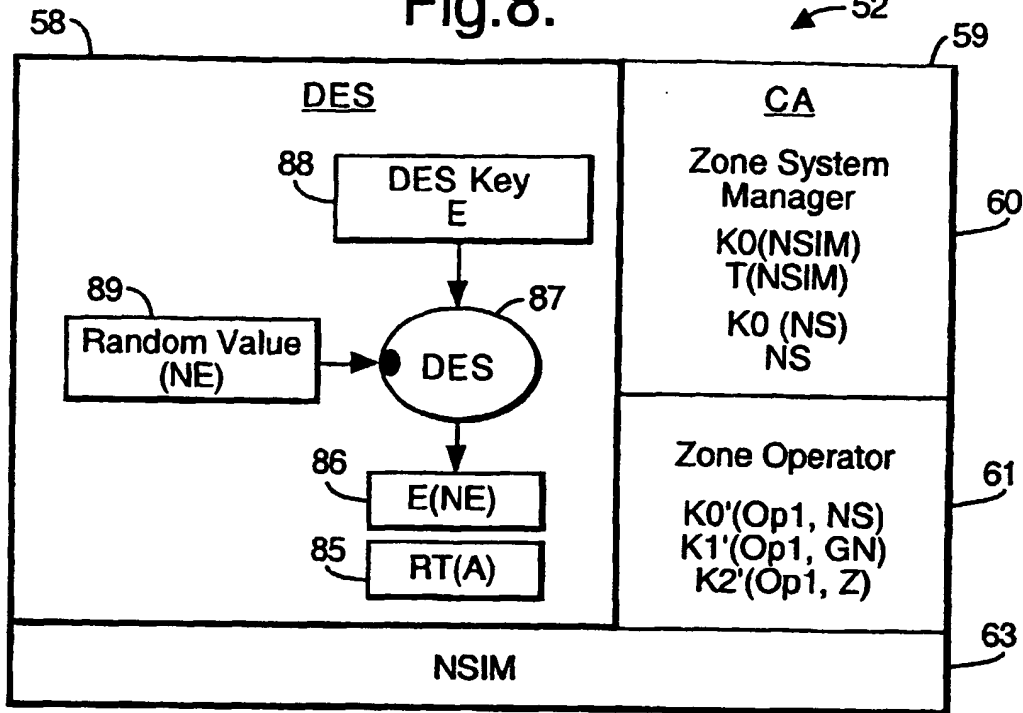 Fig.8.
52
58
59
DES
CA
88
DES Key
E
Zone System
Manager
60
K0(NSIM)
T(NSIM)
89
87
Random Value
(NE)
DES
K0 (NS)
NS
86
E(NE)
Zone Operator
61
85
RT(A)
K0'(Op1, NS)
K1'(Op1, GN)
K2'(Op1, Z)
63
NSIM